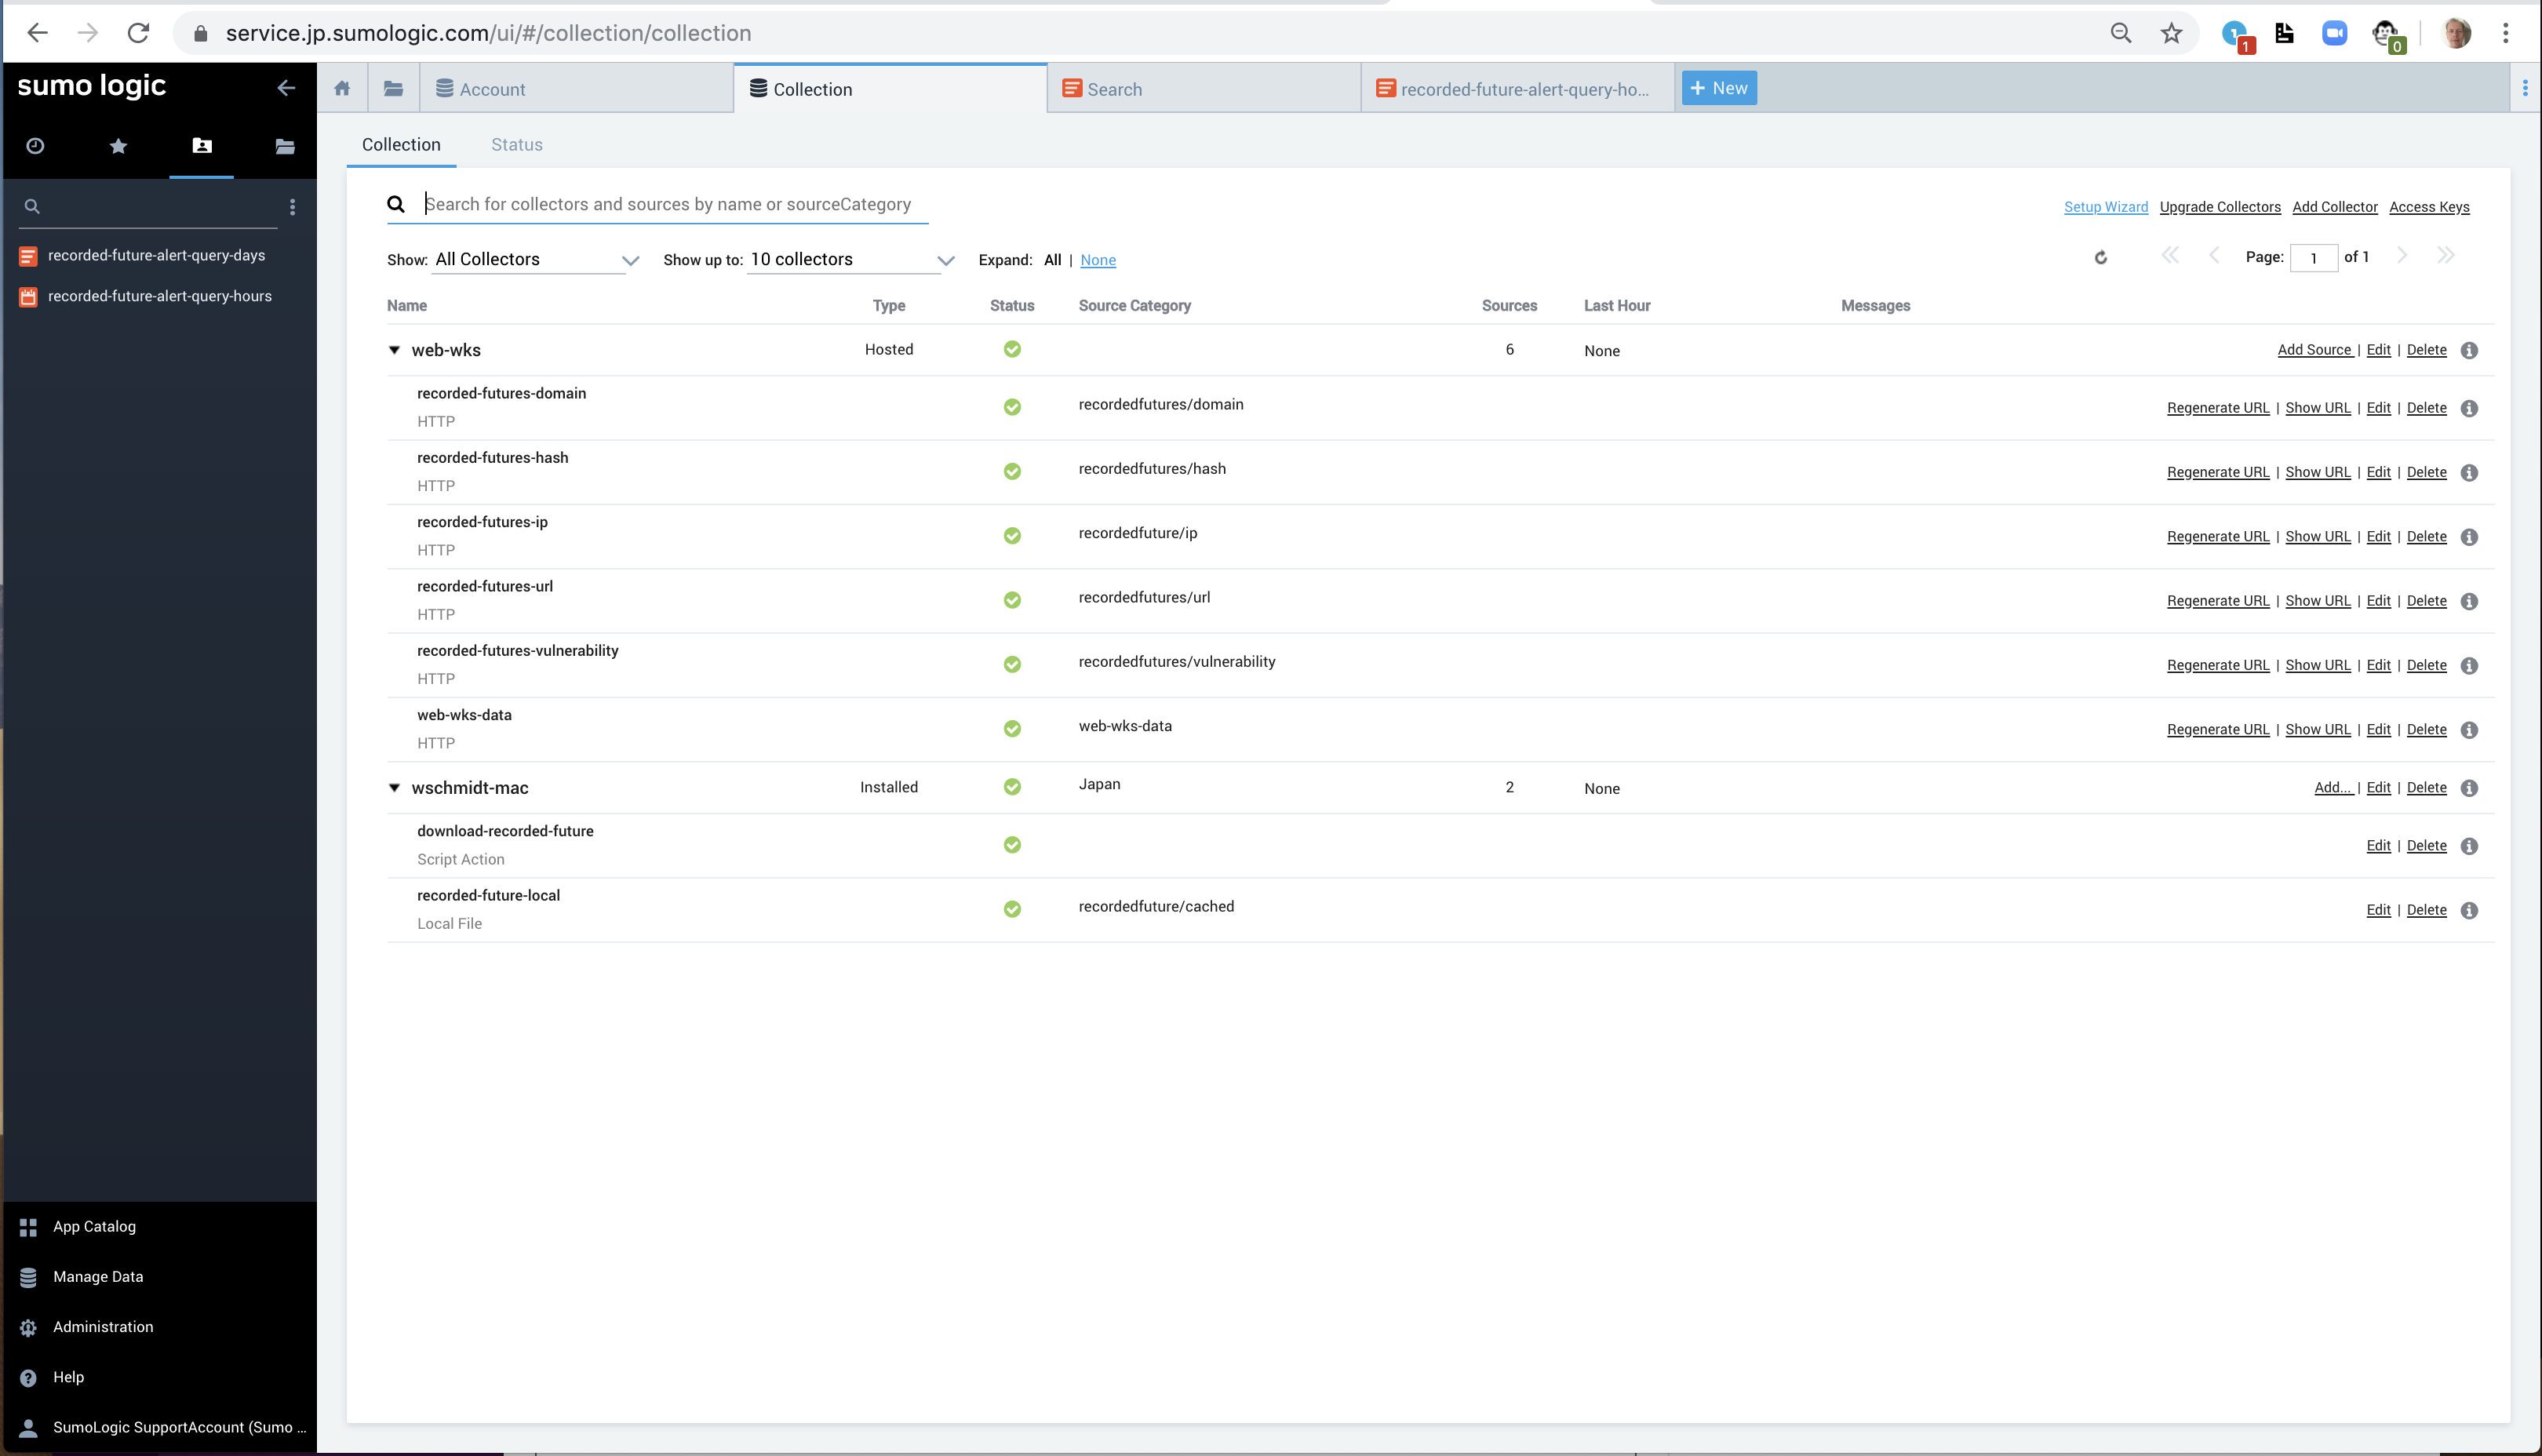 service.jp.sumologic.com/ui/#/collection/collection
1
0
sumo logic
Account
Collection
Search
recorded-future-alert-query-ho...
+ New
Collection
Status
Search for collectors and sources by name or sourceCategory
Setup Wizard Upgrade Collectors Add Collector Access Keys
recorded-future-alert-query-days
recorded-future-alert-query-hours
Show: All Collectors Show up to: 10 collectors Expand: All | None
Page: 1 of 1
Name Type Status Source Category Sources Last Hour Messages
web-wks Hosted 6 None Add Source | Edit | Delete
recorded-futures-domain recordedfutures/domain Regenerate URL | Show URL | Edit | Delete
HTTP
recorded-futures-hash recordedfutures/hash Regenerate URL | Show URL | Edit | Delete
HTTP
recorded-futures-ip recordedfuture/ip Regenerate URL | Show URL | Edit | Delete
HTTP
recorded-futures-url recordedfutures/url Regenerate URL | Show URL | Edit | Delete
HTTP
recorded-futures-vulnerability recordedfutures/vulnerability Regenerate URL | Show URL | Edit | Delete
HTTP
web-wks-data web-wks-data Regenerate URL | Show URL | Edit | Delete
HTTP
wschmidt-mac Installed Japan 2 None Add... | Edit | Delete
download-recorded-future Edit | Delete
Script Action
recorded-future-local recordedfuture/cached Edit | Delete
Local File
App Catalog
Manage Data
Administration
Help
SumoLogic SupportAccount (Sumo ...